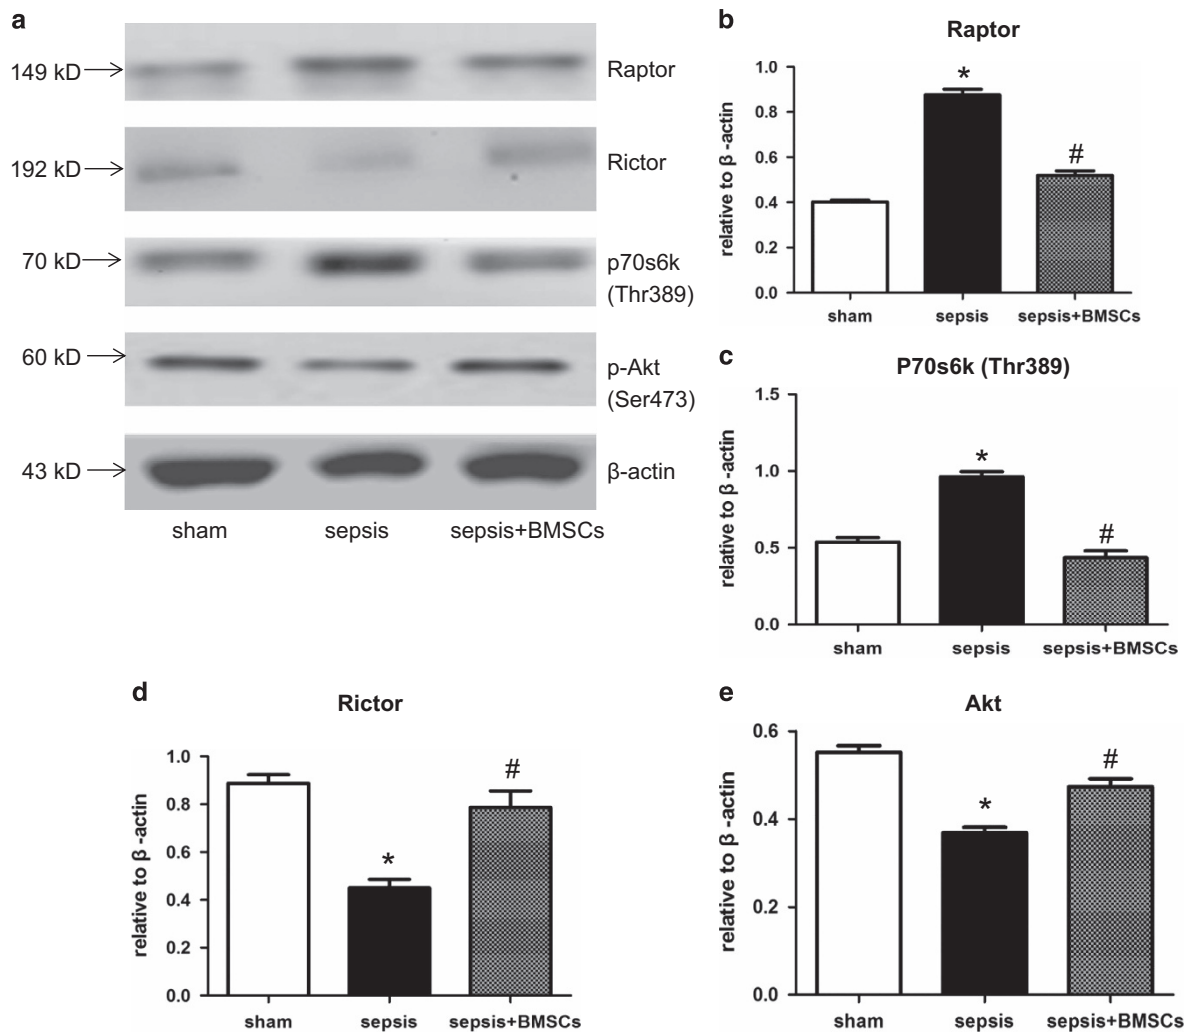 a
149 kD
Raptor
192 kD
Rictor
70 kD
p70s6k
(Thr389)
60 kD
p-Akt
(Ser473)
43 kD
β-actin
sham sepsis sepsis+BMSCs
b
Raptor
relative to β -actin
1.0
0.8
0.6
0.4
0.2
0.0
*
#
sham sepsis sepsis+BMSCs
c
P70s6k (Thr389)
relative to β -actin
1.5
1.0
0.5
0.0
*
#
sham sepsis sepsis+BMSCs
d
Rictor
relative to β -actin
1.0
0.8
0.6
0.4
0.2
0.0
*
#
sham sepsis sepsis+BMSCs
e
Akt
relative to β -actin
0.6
0.4
0.2
0.0
*
#
sham sepsis sepsis+BMSCs